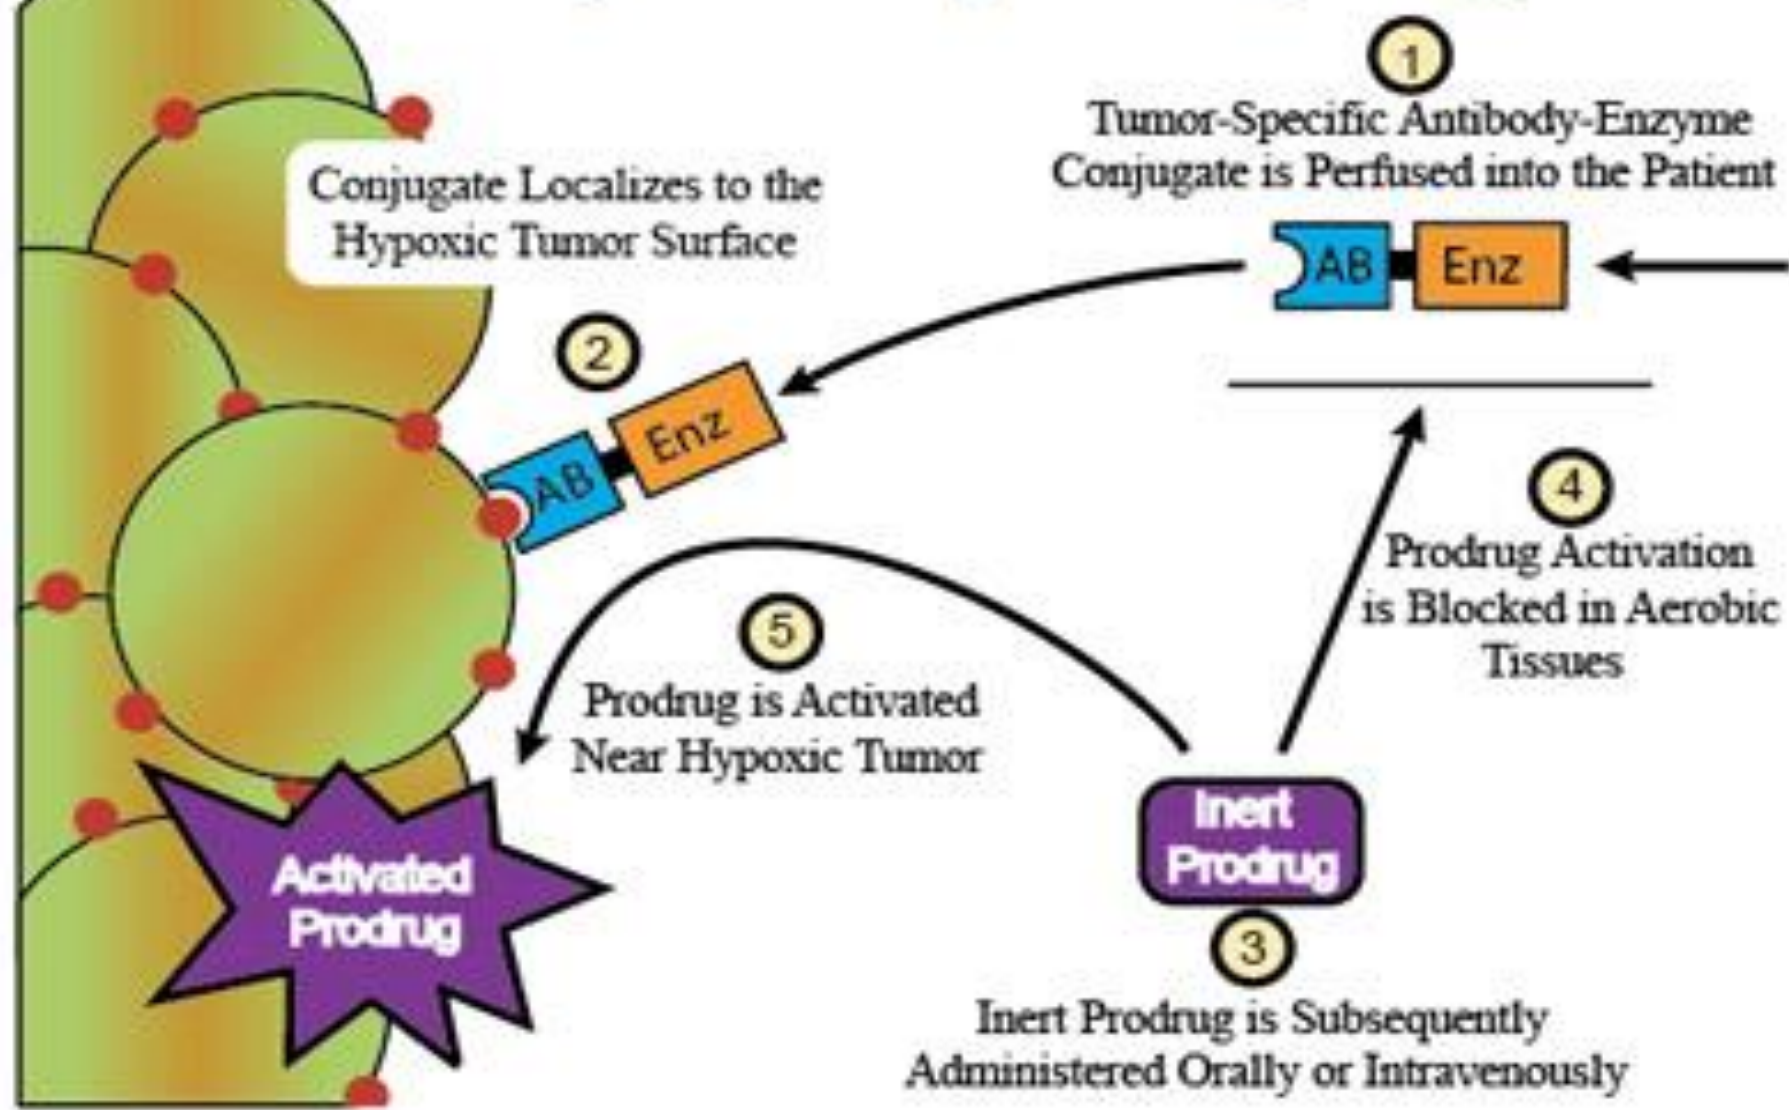 1
Tumor-Specific Antibody-Enzyme
Conjugate is Perfused into the Patient
AB Enz
Conjugate Localizes to the
Hypoxic Tumor Surface
2
AB Enz
4
Prodrug Activation
is Blocked in Aerobic
Tissues
5
Prodrug is Activated
Near Hypoxic Tumor
Inert
Prodrug
3
Inert Prodrug is Subsequently
Administered Orally or Intravenously
Activated
Prodrug